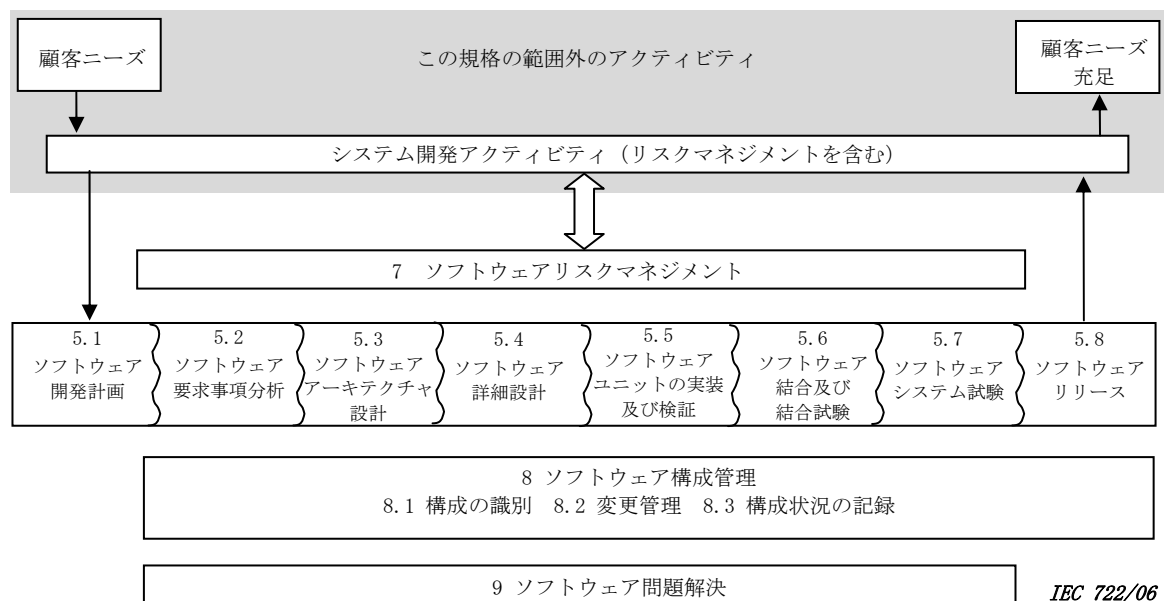 顧客ニーズ
この規格の範囲外のアクティビティ
顧客ニーズ
充足
システム開発アクティビティ（リスクマネジメントを含む）
7　ソフトウェアリスクマネジメント
5.1
ソフトウェア
開発計画
5.2
ソフトウェア
要求事項分析
5.3
ソフトウェア
アーキテクチャ
設計
5.4
ソフトウェア
詳細設計
5.5
ソフトウェア
ユニットの実装
及び検証
5.6
ソフトウェア
結合及び
結合試験
5.7
ソフトウェア
システム試験
5.8
ソフトウェア
リリース
8 ソフトウェア構成管理
8.1 構成の識別　8.2 変更管理　8.3 構成状況の記録
9 ソフトウェア問題解決
IEC 722/06